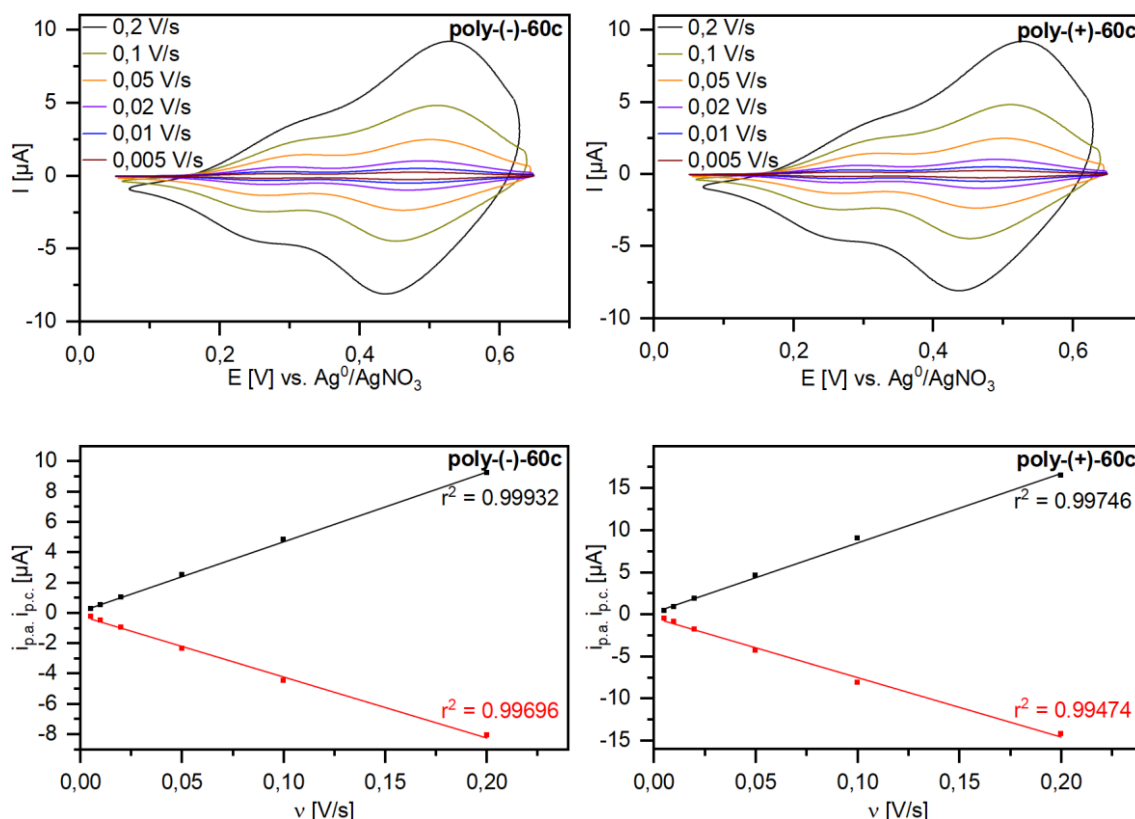 poly-(-)-60c
0,2 V/s
0,1 V/s
0,05 V/s
0,02 V/s
0,01 V/s
0,005 V/s
10
5
0
-5
-10
I [µA]
0,0 0,2 0,4 0,6
E [V] vs. Ag⁰/AgNO₃
poly-(+)-60c
0,2 V/s
0,1 V/s
0,05 V/s
0,02 V/s
0,01 V/s
0,005 V/s
10
5
0
-5
-10
I [µA]
0,0 0,2 0,4 0,6
E [V] vs. Ag⁰/AgNO₃
poly-(-)-60c
r² = 0.99932
r² = 0.99696
10
8
6
4
2
0
-2
-4
-6
-8
i p.a. i p.c. [µA]
0,00 0,05 0,10 0,15 0,20
ν [V/s]
poly-(+)-60c
r² = 0.99746
r² = 0.99474
15
10
5
0
-5
-10
-15
i p.a. i p.c. [µA]
0,00 0,05 0,10 0,15 0,20
ν [V/s]